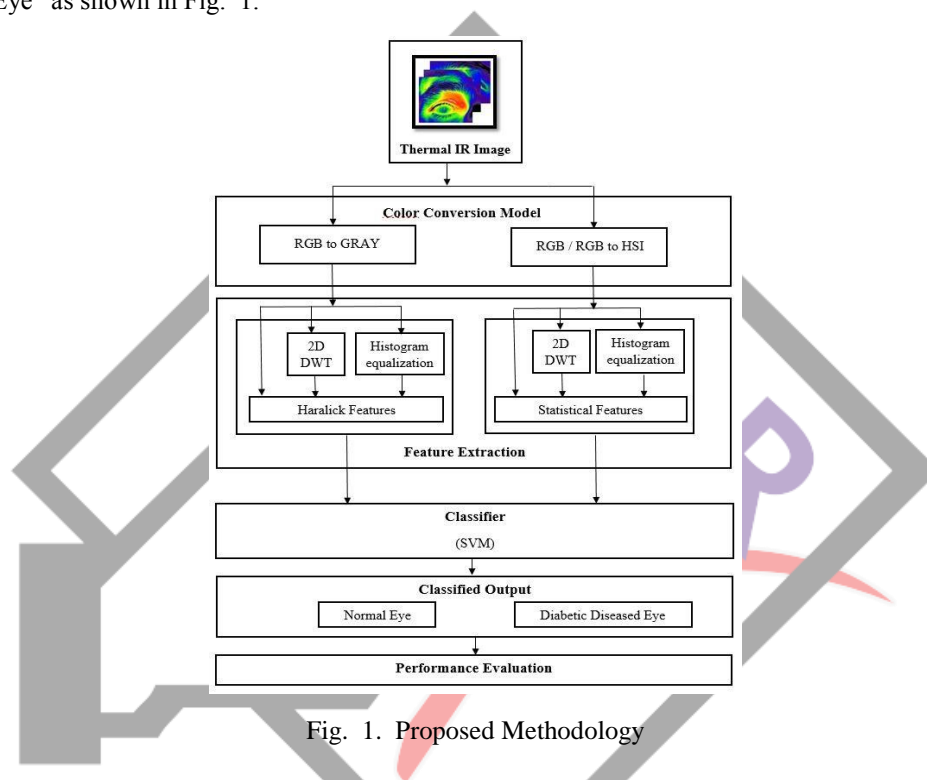 Eye" as shown in Fig. 1.
Thermal IR Image
Color Conversion Model
RGB to GRAY
RGB / RGB to HSI
2D
DWT
Histogram
equalization
Haralick Features
2D
DWT
Histogram
equalization
Statistical Features
Feature Extraction
Classifier
(SVM)
Classified Output
Normal Eye
Diabetic Diseased Eye
Performance Evaluation
Fig. 1. Proposed Methodology